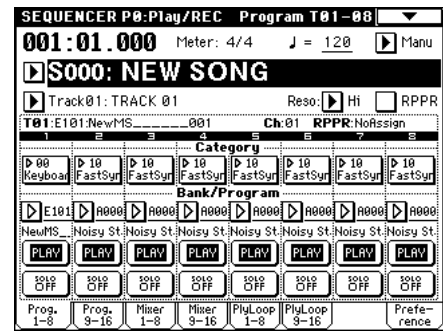 SEQUENCER P0:Play/REC Program T01-08
001:01.000 Meter: 4/4 ♩ = 120 Manu
S000: NEW SONG
Track01: TRACK 01 Reso: Hi RPPR
T01:E101:NewMS______001 Ch:01 RPPR:NoAssign
1 2 3 4 5 6 7 8
Category
00 10 10 10 10 10 10 10
Keyboar FastSyn FastSyn FastSyn FastSyn FastSyn FastSyn FastSyn
Bank/Program
E101 A000 A000 A000 A000 A000 A000 A000
NewMS__ Noisy St. Noisy St. Noisy St. Noisy St. Noisy St. Noisy St. Noisy St.
PLAY PLAY PLAY PLAY PLAY PLAY PLAY PLAY
SOLO SOLO SOLO SOLO SOLO SOLO SOLO SOLO
OFF OFF OFF OFF OFF OFF OFF OFF
Prog. Prog. Mixer Mixer PlyLoop PlyLoop Prefe-
1-8 9-16 1-8 9-16 1-8 9-16 rence